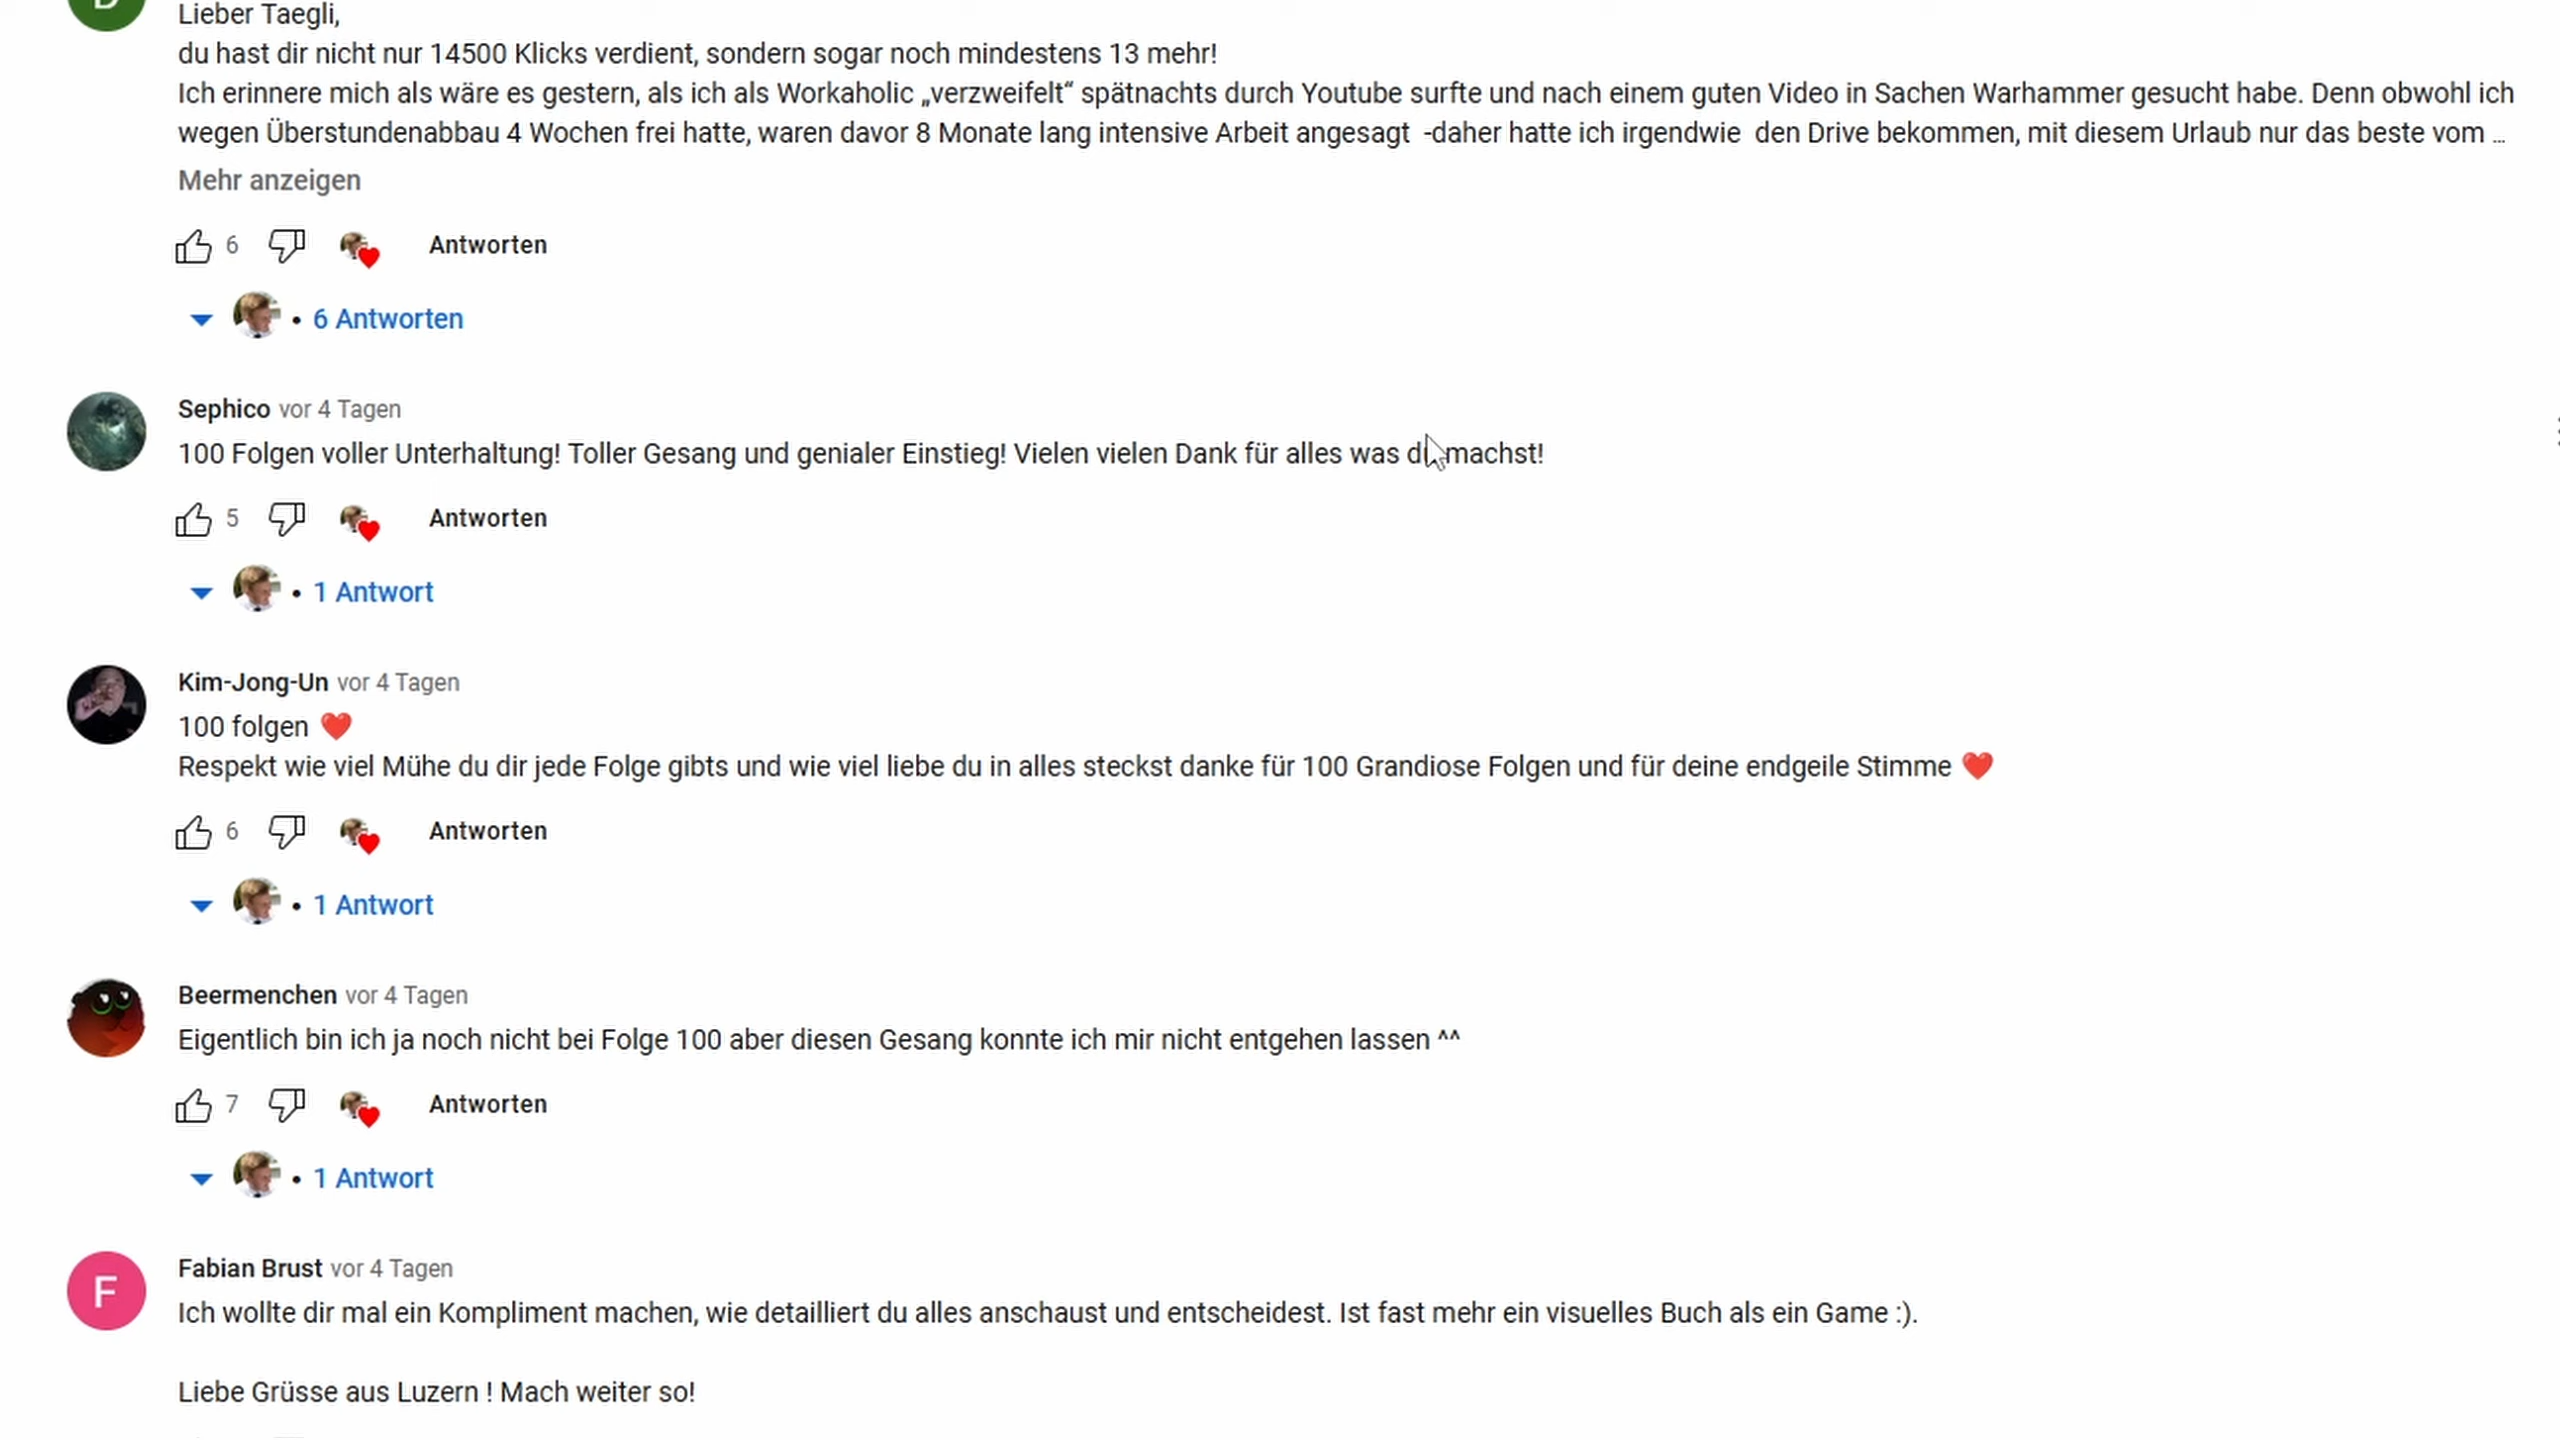 Lieber Taegli,
du hast dir nicht nur 14500 Klicks verdient, sondern sogar noch mindestens 13 mehr!
Ich erinnere mich als wäre es gestern, als ich als Workaholic „verzweifelt“ spätnachts durch Youtube surfte und nach einem guten Video in Sachen Warhammer gesucht habe. Denn obwohl ich
wegen Überstundenabbau 4 Wochen frei hatte, waren davor 8 Monate lang intensive Arbeit angesagt  -daher hatte ich irgendwie  den Drive bekommen, mit diesem Urlaub nur das beste vom ...
Mehr anzeigen
6 Antworten
6 Antworten
Sephico vor 4 Tagen
100 Folgen voller Unterhaltung! Toller Gesang und genialer Einstieg! Vielen vielen Dank für alles was du machst!
5 Antworten
1 Antwort
Kim-Jong-Un vor 4 Tagen
100 folgen ❤️
Respekt wie viel Mühe du dir jede Folge gibts und wie viel liebe du in alles steckst danke für 100 Grandiose Folgen und für deine endgeile Stimme ❤️
6 Antworten
1 Antwort
Beermenchen vor 4 Tagen
Eigentlich bin ich ja noch nicht bei Folge 100 aber diesen Gesang konnte ich mir nicht entgehen lassen ^^
7 Antworten
1 Antwort
F
Fabian Brust vor 4 Tagen
Ich wollte dir mal ein Kompliment machen, wie detailliert du alles anschaust und entscheidest. Ist fast mehr ein visuelles Buch als ein Game :).
Liebe Grüsse aus Luzern ! Mach weiter so!